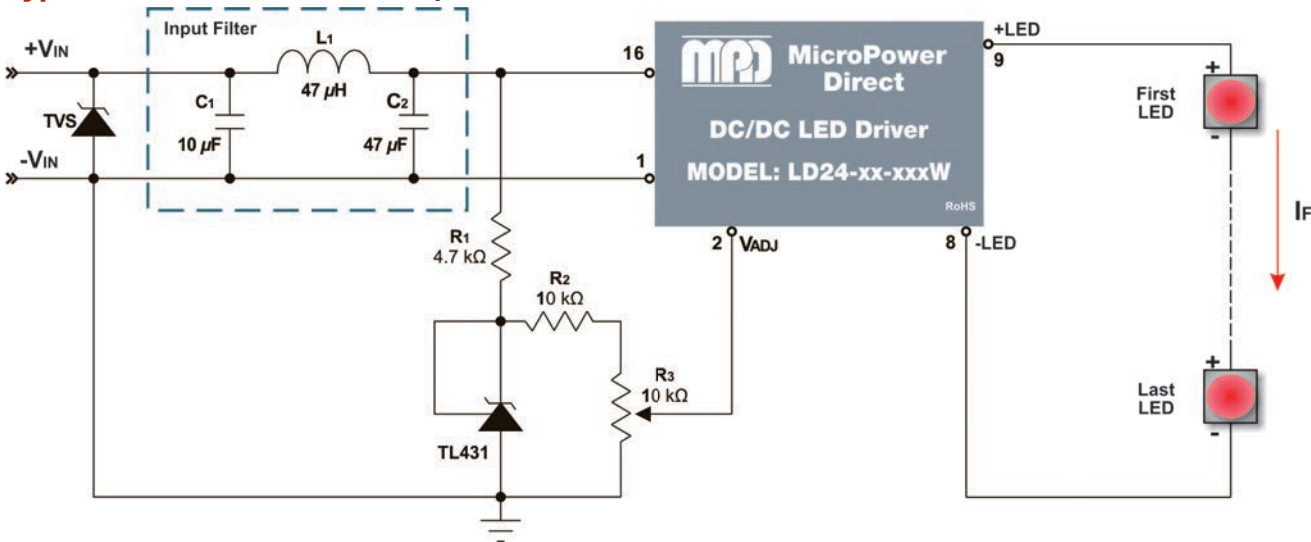 Input Filter
+VIN
L1
47 µH
C1
10 µF
C2
47 µF
TVS
-VIN
16
1
MPD
MicroPower
Direct
DC/DC LED Driver
MODEL: LD24-xx-xxxW
RoHS
+LED
9
2
VADJ
8
-LED
First
LED
+
-
IF
R1
4.7 kΩ
R2
10 kΩ
R3
10 kΩ
TL431
Last
LED
+
-